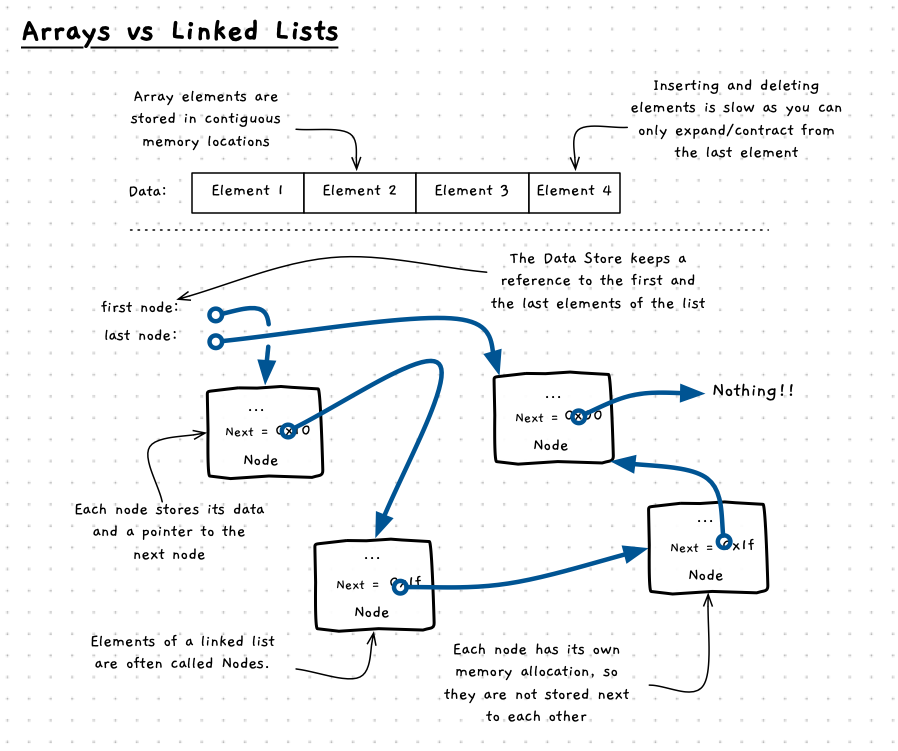 Arrays vs Linked Lists
Array elements are
stored in contiguous
memory locations
Inserting and deleting
elements is slow as you can
only expand/contract from
the last element
Data:
Element 1
Element 2
Element 3
Element 4
The Data Store keeps a
reference to the first and
the last elements of the list
first node:
last node:
...
Next =
Node
...
Next = 0x00
Node
Nothing!!
Each node stores its data
and a pointer to the
next node
...
Next =
Node
...
Next = 0x1f
Node
Elements of a linked list
are often called Nodes.
Each node has its own
memory allocation, so
they are not stored next
to each other